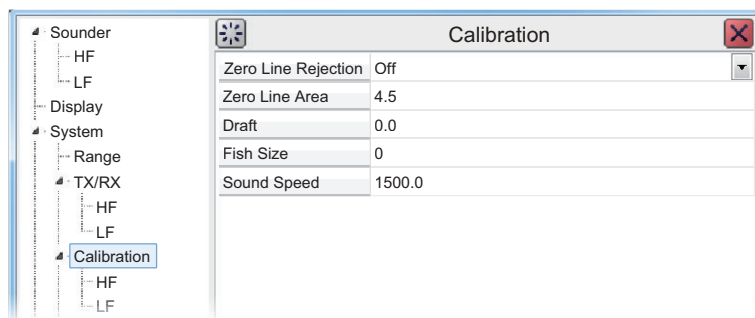 Sounder
HF
LF
Display
System
Range
TX/RX
HF
LF
Calibration
HF
LF
Calibration
Zero Line Rejection Off
Zero Line Area 4.5
Draft 0.0
Fish Size 0
Sound Speed 1500.0